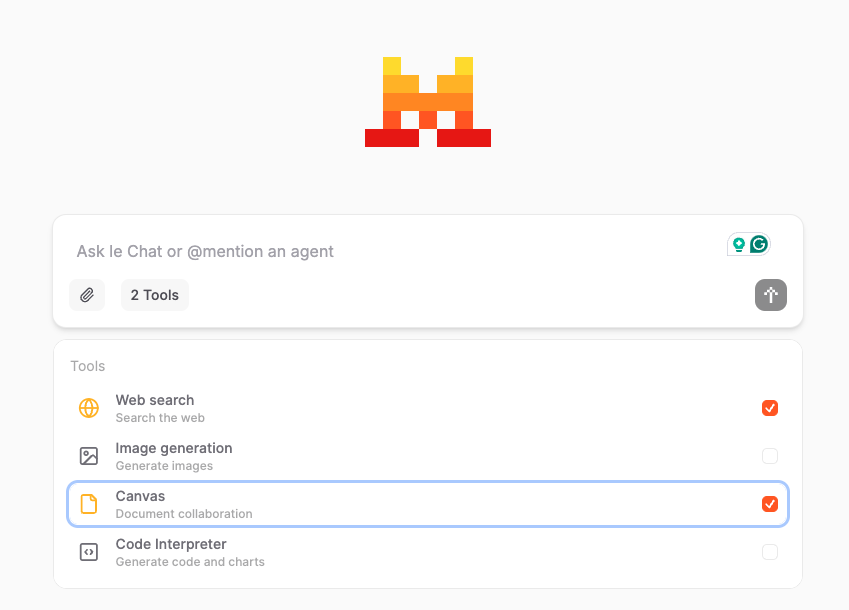 Ask le Chat or @mention an agent
2 Tools
Tools
Web search
Search the web
Image generation
Generate images
Canvas
Document collaboration
Code Interpreter
Generate code and charts